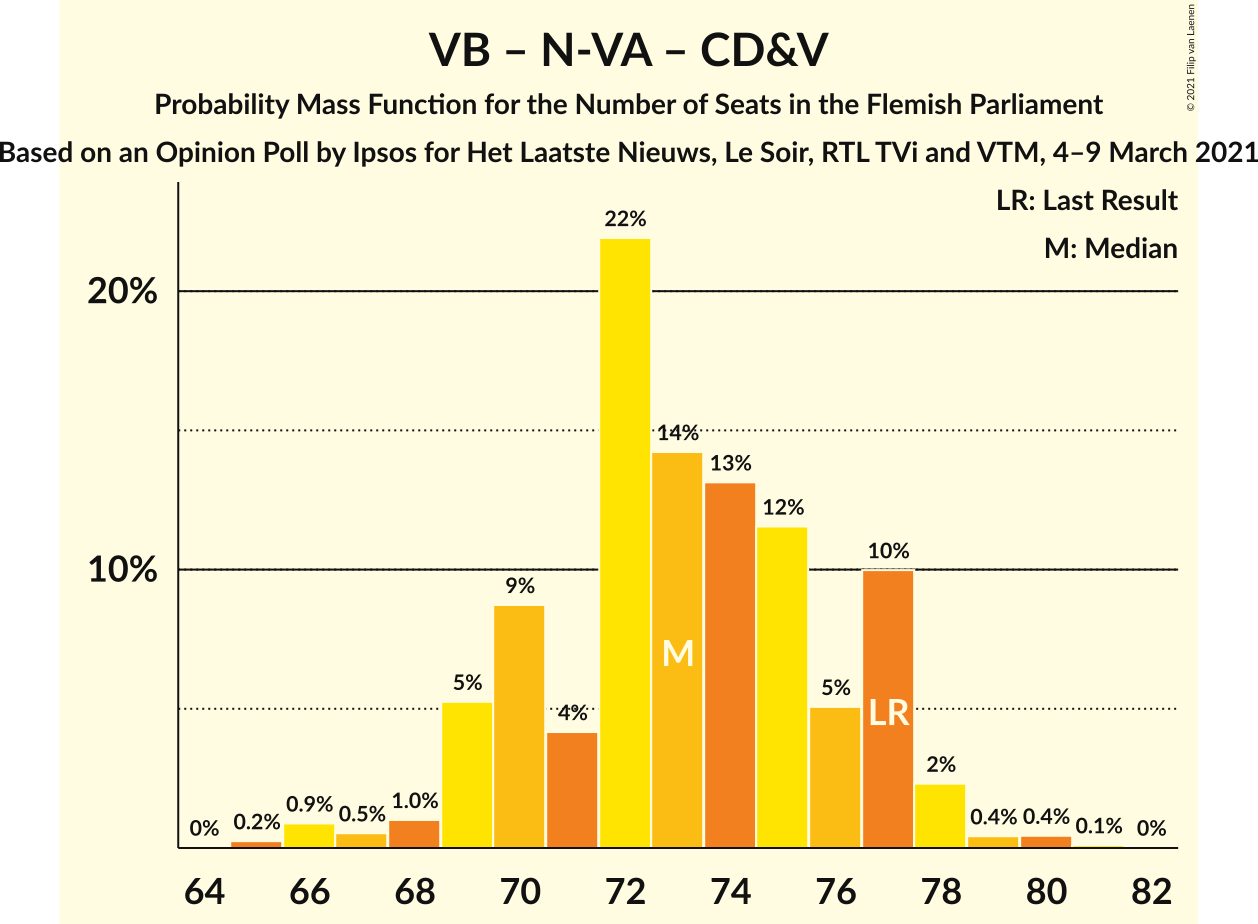 VB – N-VA – CD&V
Probability Mass Function for the Number of Seats in the Flemish Parliament
Based on an Opinion Poll by Ipsos for Het Laatste Nieuws, Le Soir, RTL TVi and VTM, 4–9 March 2021
© 2021 Filip van Laenen
LR: Last Result
M: Median
22%
20%
14%
13%
12%
10%
10%
9%
M
5%
5%
4%
LR
2%
0%
0.2%
0.9%
0.5%
1.0%
0.4%
0.4%
0.1%
0%
64 66 68 70 72 74 76 78 80 82